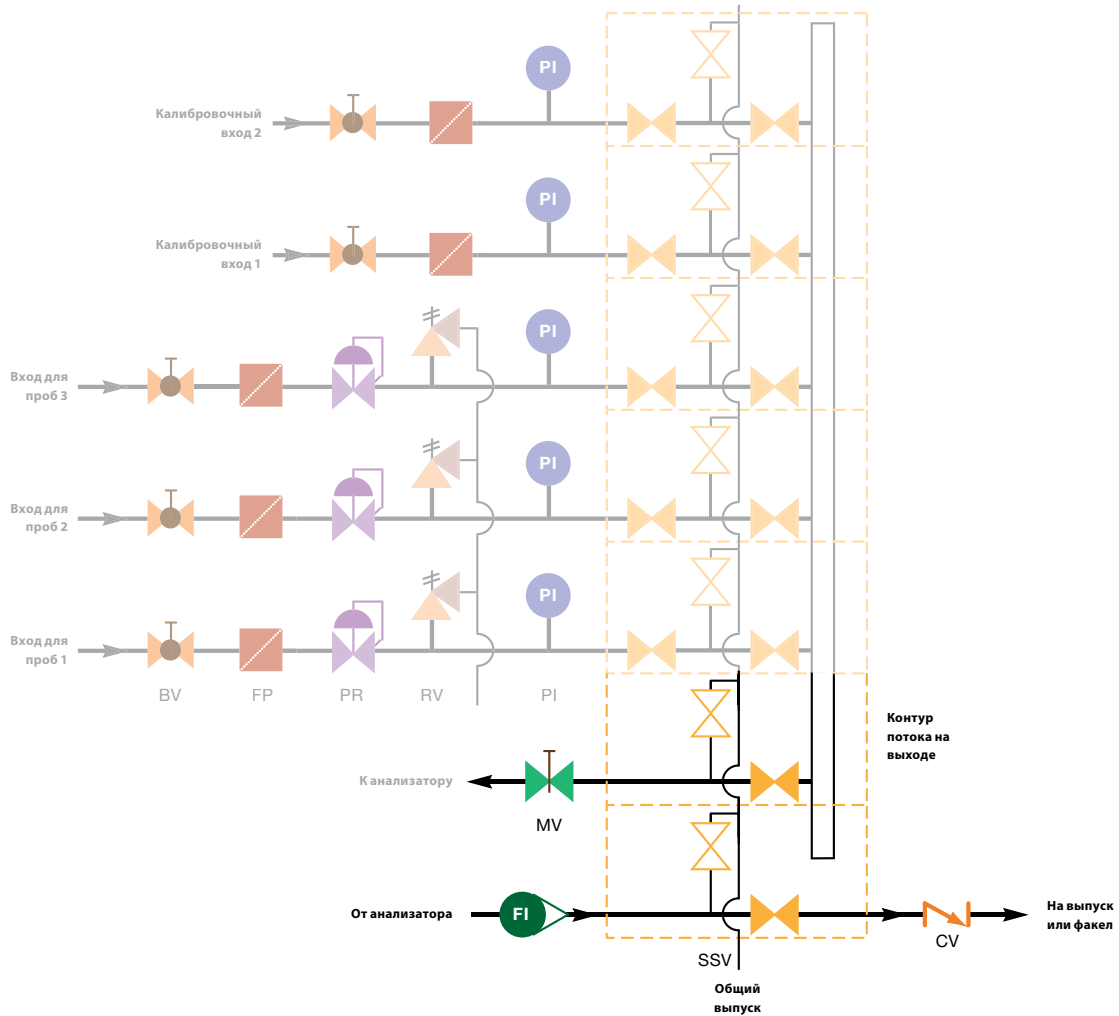 PI
Калибровочный
вход 2
PI
Калибровочный
вход 1
PI
Вход для
проб 3
PI
Вход для
проб 2
PI
Вход для
проб 1
BV
FP
PR
RV
PI
Контур
потока на
выходе
К анализатору
MV
От анализатора
FI
На выпуск
или факел
CV
SSV
Общий
выпуск